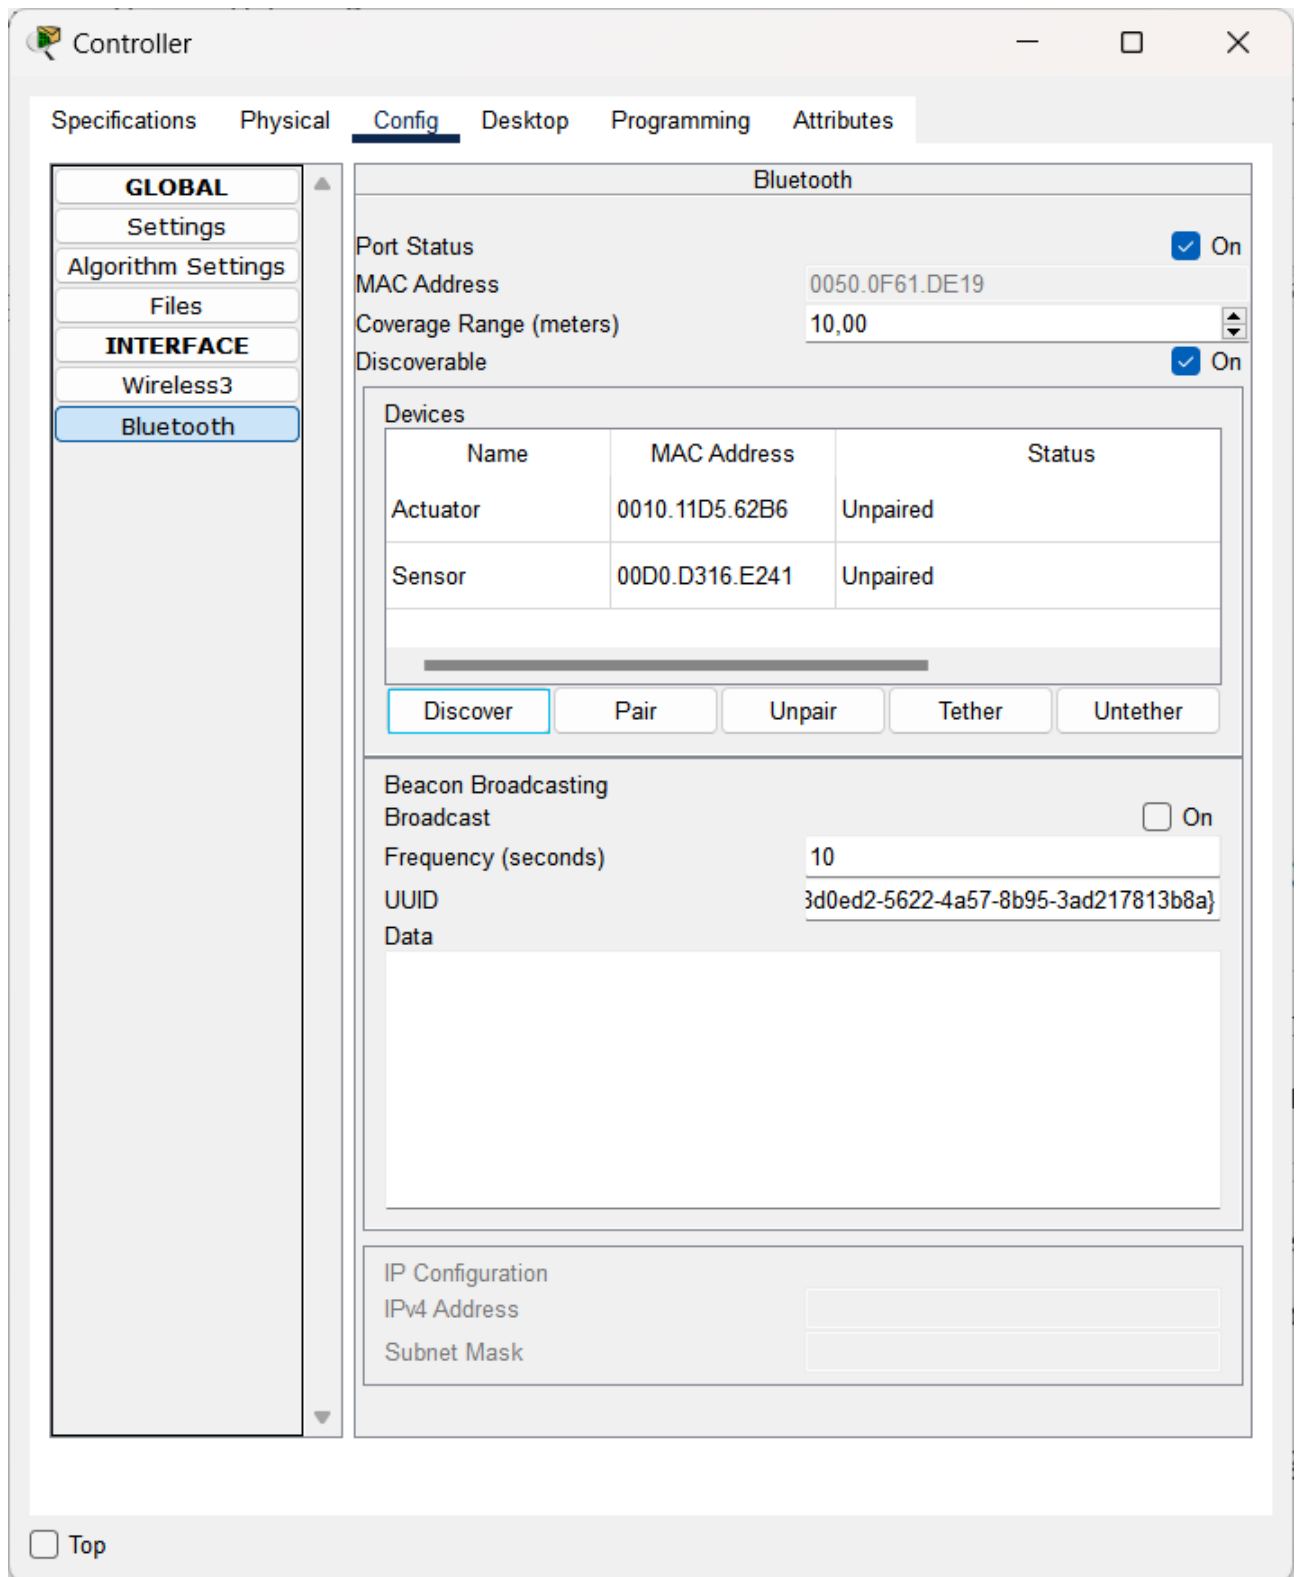 Controller
Specifications Physical Config Desktop Programming Attributes
GLOBAL
Settings
Algorithm Settings
Files
INTERFACE
Wireless3
Bluetooth
Bluetooth
Port Status On
MAC Address 0050.0F61.DE19
Coverage Range (meters) 10,00
Discoverable On
Devices
Name MAC Address Status
Actuator 0010.11D5.62B6 Unpaired
Sensor 00D0.D316.E241 Unpaired
Discover Pair Unpair Tether Untether
Beacon Broadcasting
Broadcast On
Frequency (seconds) 10
UUID 3d0ed2-5622-4a57-8b95-3ad217813b8a}
Data
IP Configuration
IPv4 Address
Subnet Mask
Top